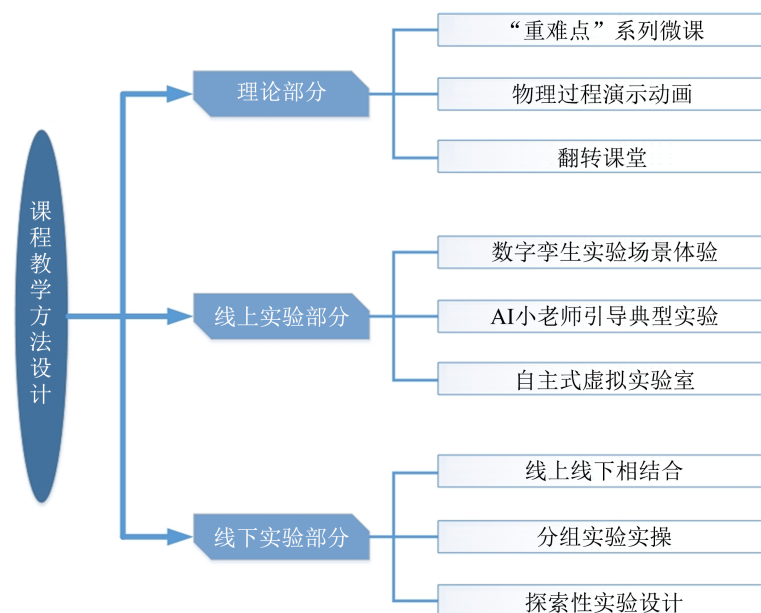 课程教学方法设计
理论部分
“重难点”系列微课
物理过程演示动画
翻转课堂
线上实验部分
数字孪生实验场景体验
AI小老师引导典型实验
自主式虚拟实验室
线下实验部分
线上线下相结合
分组实验实操
探索性实验设计